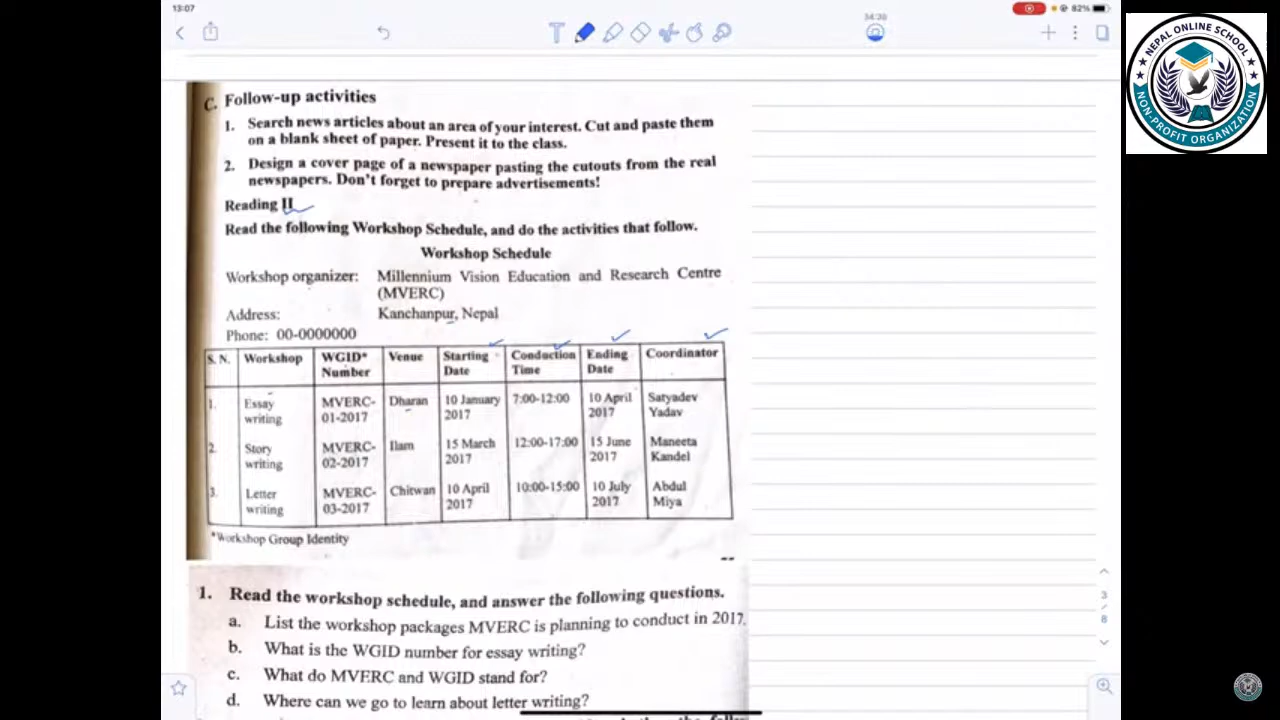 13:07
34:20
82%
C. Follow-up activities
1. Search news articles about an area of your interest. Cut and paste them
on a blank sheet of paper. Present it to the class.
2. Design a cover page of a newspaper pasting the cutouts from the real
newspapers. Don't forget to prepare advertisements!
Reading II
Read the following Workshop Schedule, and do the activities that follow.
Workshop Schedule
Workshop organizer: Millennium Vision Education and Research Centre
(MVERC)
Address: Kanchanpur, Nepal
Phone: 00-0000000
S. N. Workshop WGID* Number Venue Starting Date Conduction Time Ending Date Coordinator
1. Essay writing MVERC-01-2017 Dharan 10 January 2017 7:00-12:00 10 April 2017 Satyadev Yadav
2. Story writing MVERC-02-2017 Ilam 15 March 2017 12:00-17:00 15 June 2017 Maneeta Kandel
3. Letter writing MVERC-03-2017 Chitwan 10 April 2017 10:00-15:00 10 July 2017 Abdul Miya
*Workshop Group Identity
1. Read the workshop schedule, and answer the following questions.
a. List the workshop packages MVERC is planning to conduct in 2017.
b. What is the WGID number for essay writing?
c. What do MVERC and WGID stand for?
d. Where can we go to learn about letter writing?
3
/
8
NEPAL ONLINE SCHOOL
NON-PROFIT ORGANIZATION